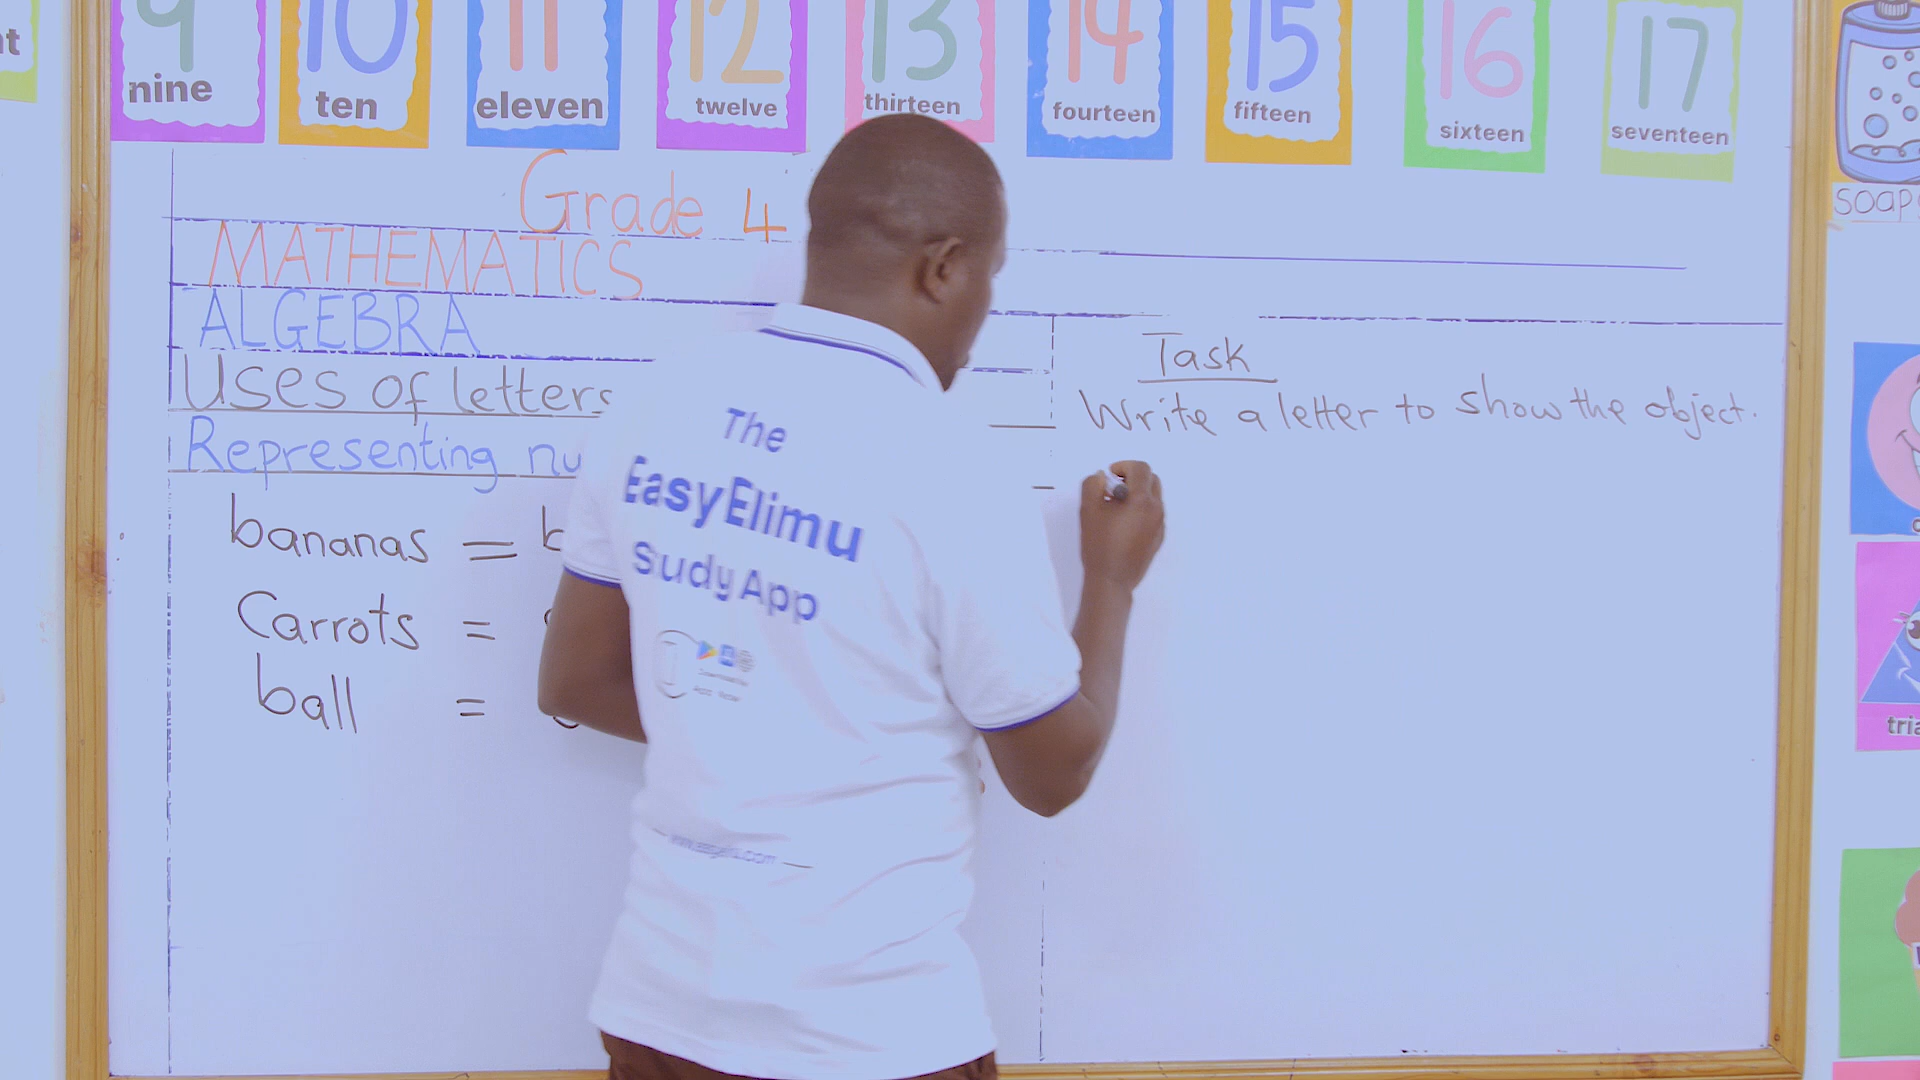 9 10 11 12 13 14 15 16 17
nine ten eleven twelve thirteen fourteen fifteen sixteen seventeen
Grade 4
MATHEMATICS
ALGEBRA
Uses of letters
Representing nu
bananas = b
Carrots =
ball =
Task
Write a letter to show the object.
The
EasyElimu
Study App
SOAP